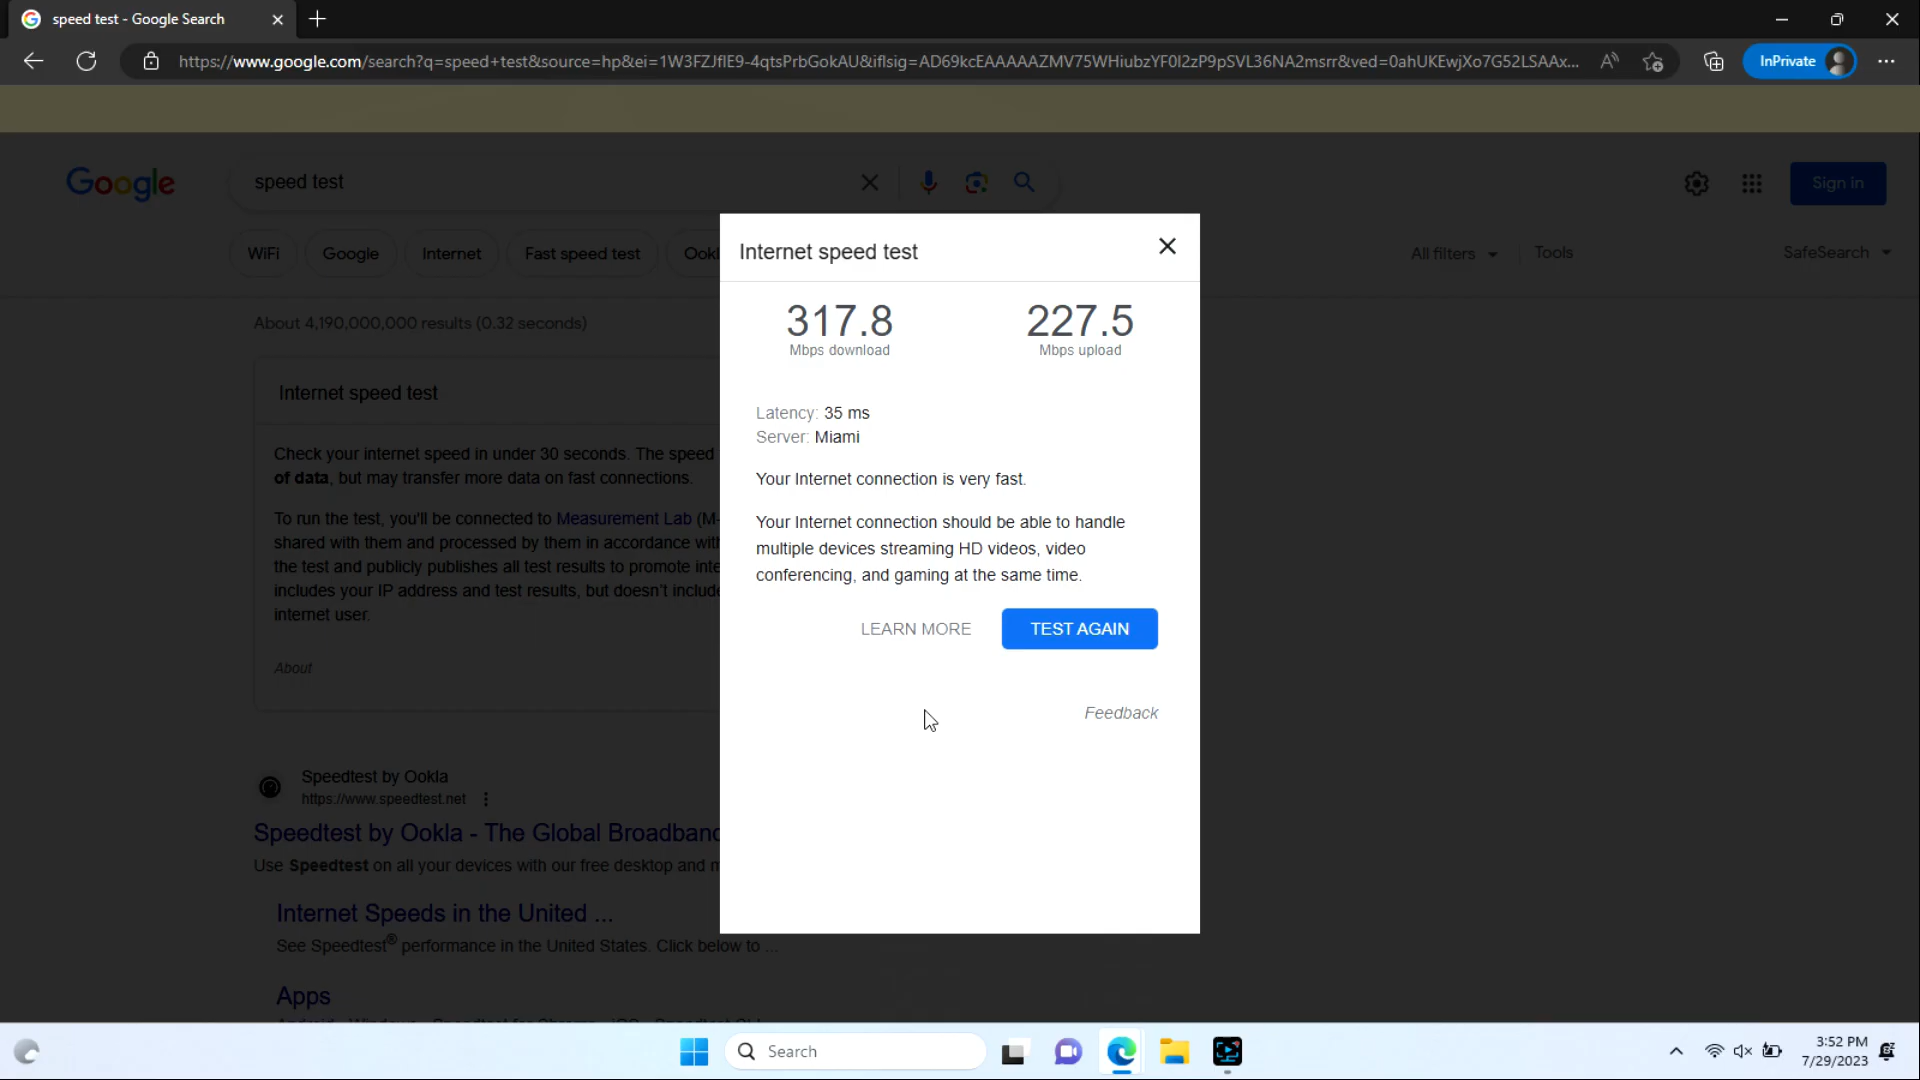 speed test - Google Search
https://www.google.com/search?q=speed+test&source=hp&ei=1W3FZJflE9-4qtsPrbGokAU&iflsig=AD69kcEAAAAAZMV75WHiubzYF0I2zP9pSVL36NA2msrr&ved=0ahUKEwjXo7G52LSAAx...
InPrivate
Google
speed test
Sign in
WiFi
Google
Internet
Fast speed test
All filters
Tools
SafeSearch
About 4,190,000,000 results (0.32 seconds)
Internet speed test
Check your internet speed in under 30 seconds. The speed
of data, but may transfer more data on fast connections.
To run the test, you'll be connected to Measurement Lab (M-
shared with them and processed by them in accordance with
the test and publicly publishes all test results to promote inte
includes your IP address and test results, but doesn't include
internet user.
About
Speedtest by Ookla
https://www.speedtest.net
Speedtest by Ookla - The Global Broadband
Use Speedtest on all your devices with our free desktop and m
Internet Speeds in the United ...
See Speedtest® performance in the United States. Click below to ...
Apps
Internet speed test
317.8
Mbps download
227.5
Mbps upload
Latency: 35 ms
Server: Miami
Your Internet connection is very fast.
Your Internet connection should be able to handle
multiple devices streaming HD videos, video
conferencing, and gaming at the same time.
LEARN MORE
TEST AGAIN
Feedback
Search
3:52 PM
7/29/2023